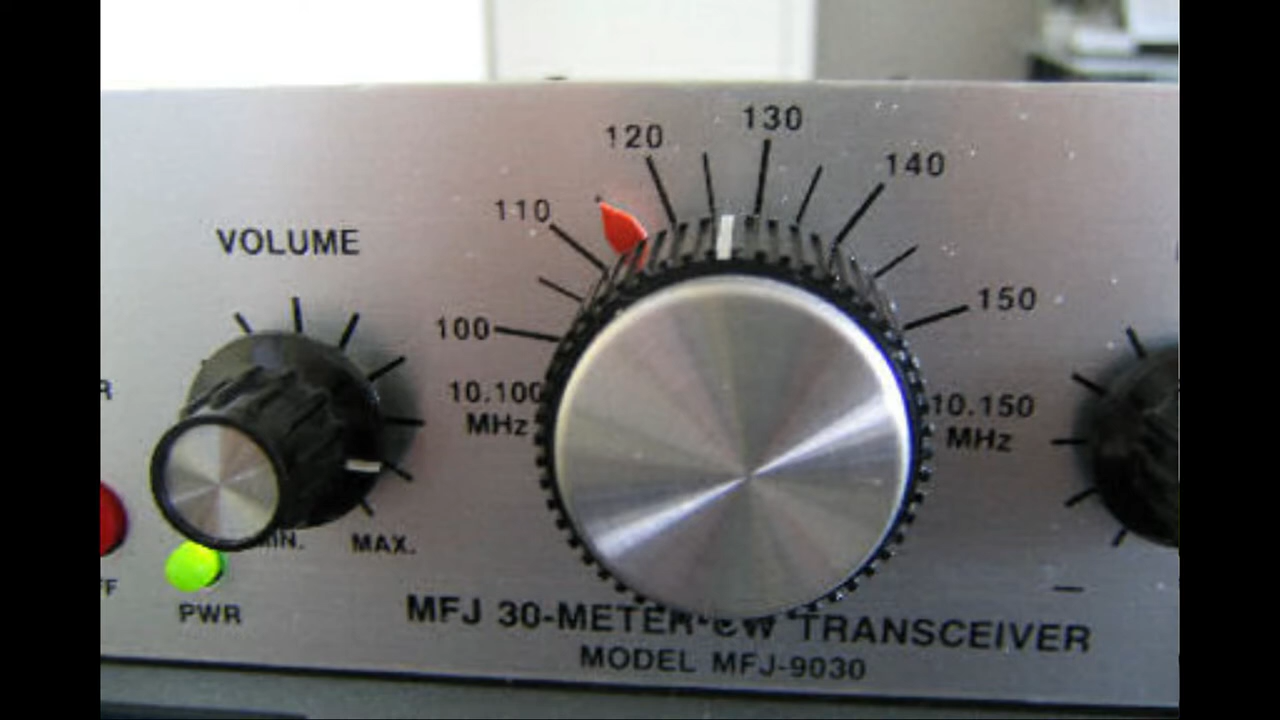 130
120
140
110
VOLUME
150
100
10.100
MHz
10.150
MHz
MAX.
PWR
MFJ 30-METER CW TRANSCEIVER
MODEL MFJ-9030